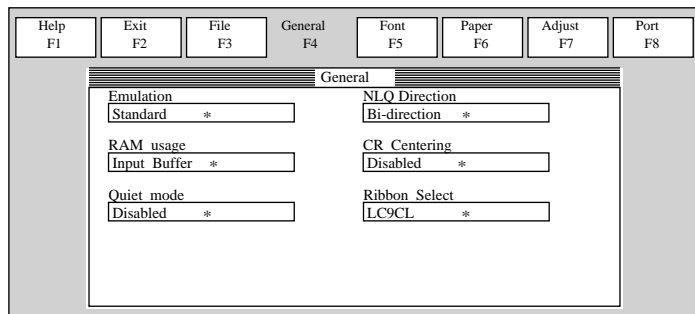 Help Exit File General Font Paper Adjust Port
F1 F2 F3 F4 F5 F6 F7 F8
General
Emulation NLQ Direction
Standard * Bi-direction *
RAM usage CR Centering
Input Buffer * Disabled *
Quiet mode Ribbon Select
Disabled * LC9CL *